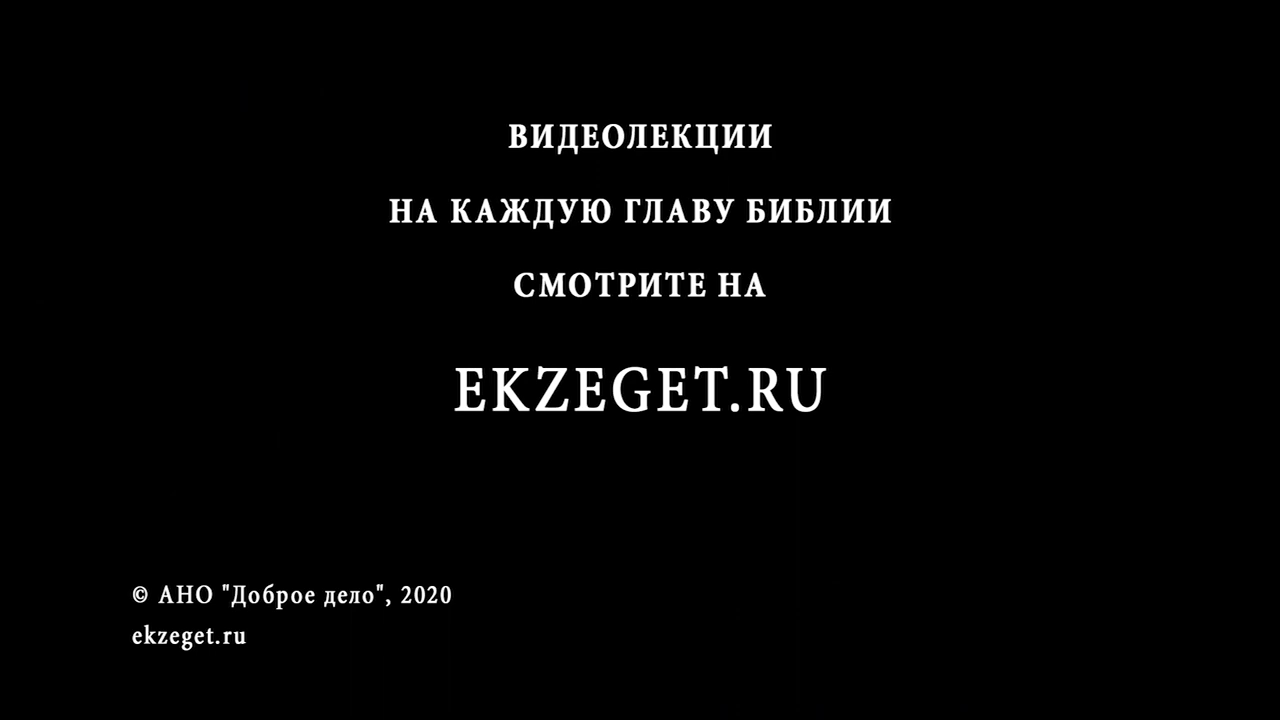 ВИДЕОЛЕКЦИИ
НА КАЖДУЮ ГЛАВУ БИБЛИИ
СМОТРИТЕ НА
EKZEGET.RU
© АНО "Доброе дело", 2020
ekzeget.ru